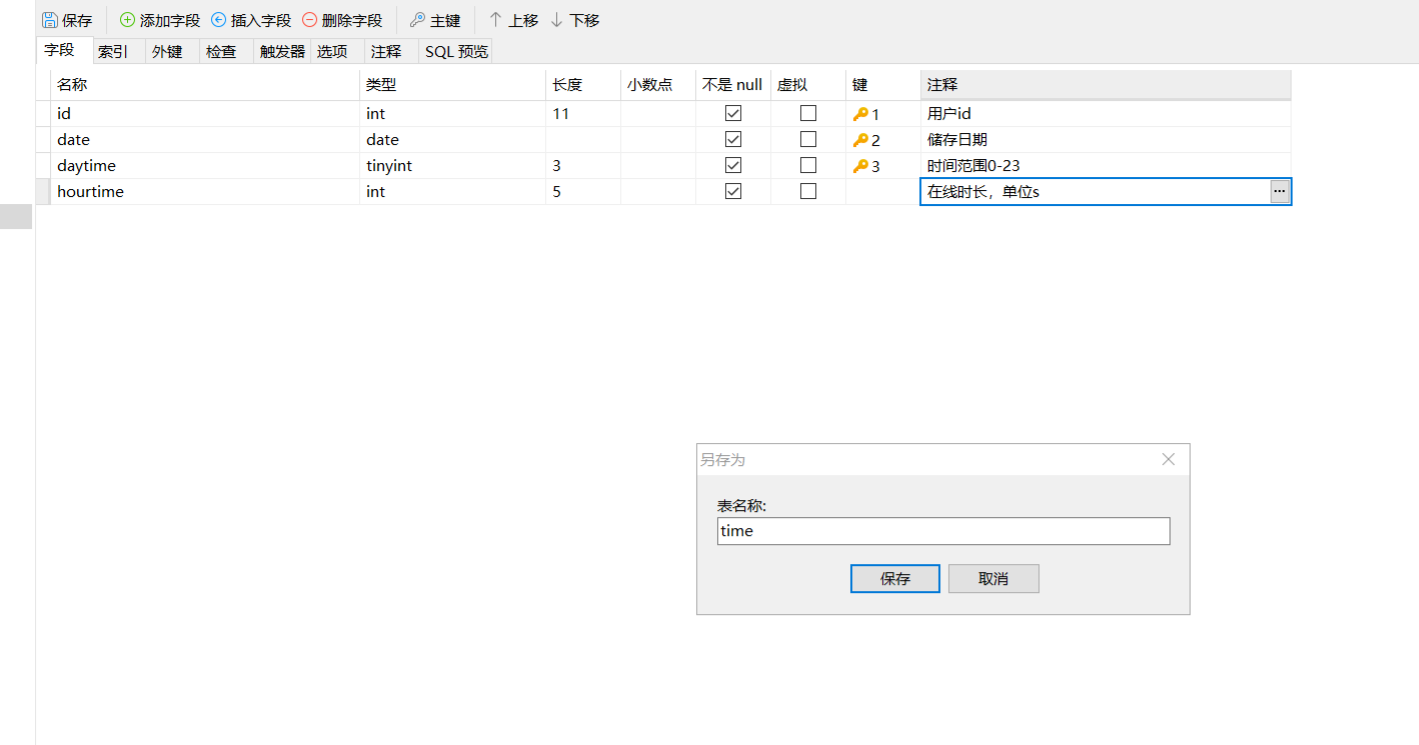 保存 添加字段 插入字段 删除字段 主键 上移 下移
字段 索引 外键 检查 触发器 选项 注释 SQL 预览
名称 类型 长度 小数点 不是 null 虚拟 键 注释
id int 11 1 用户id
date date 2 储存日期
daytime tinyint 3 3 时间范围0-23
hourtime int 5 在线时长，单位s ...
另存为
表名称:
time
保存 取消